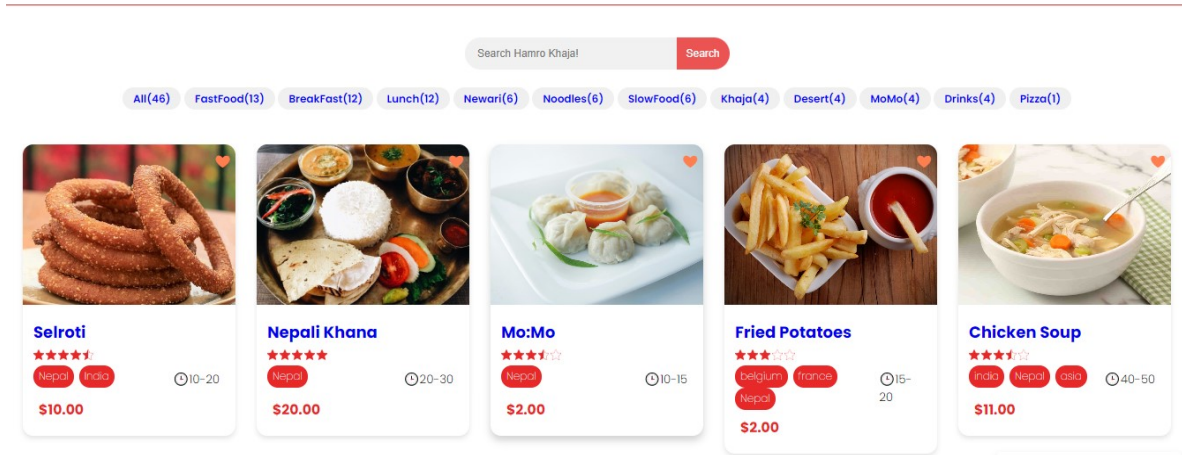 Search Hamro Khaja!
Search
All(46)
FastFood(13)
BreakFast(12)
Lunch(12)
Newari(6)
Noodles(6)
SlowFood(6)
Khaja(4)
Desert(4)
MoMo(4)
Drinks(4)
Pizza(1)
Selroti
Nepal
India
10-20
$10.00
Nepali Khana
Nepal
20-30
$20.00
Mo:Mo
Nepal
10-15
$2.00
Fried Potatoes
belgium
france
Nepal
15-
20
$2.00
Chicken Soup
india
Nepal
asia
40-50
$11.00